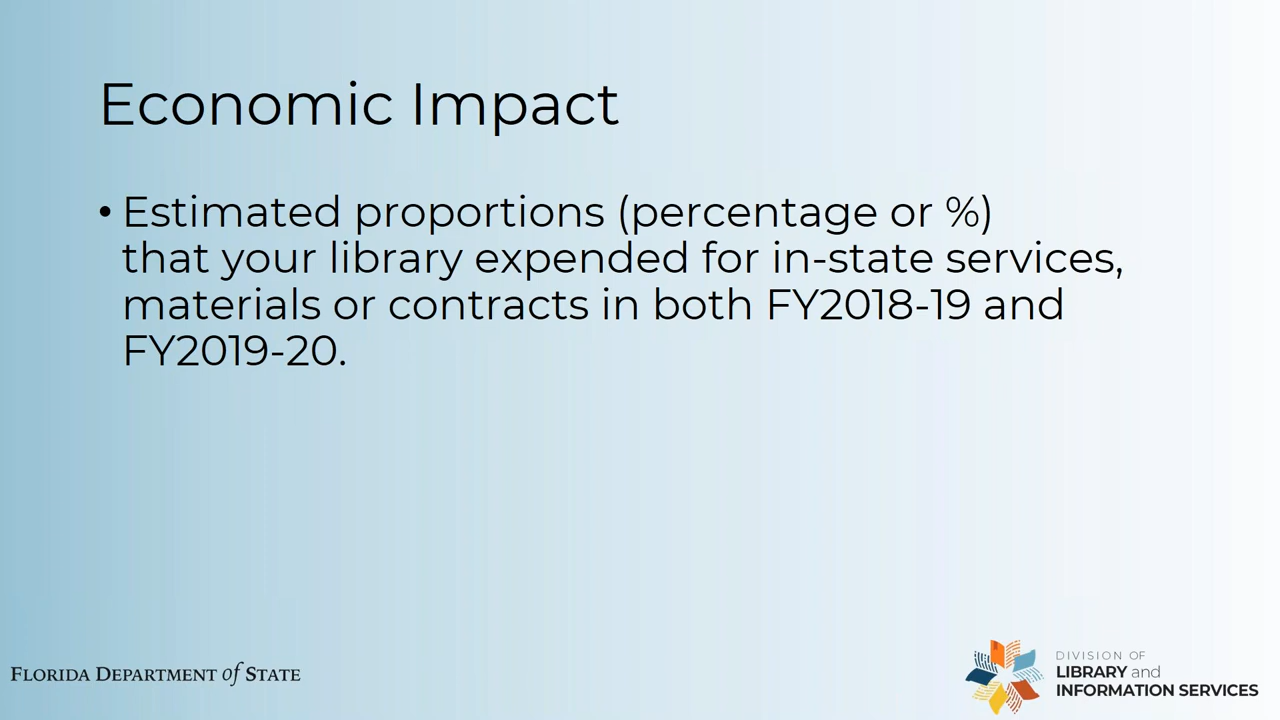 Economic Impact
• Estimated proportions (percentage or %)
that your library expended for in-state services,
materials or contracts in both FY2018-19 and
FY2019-20.
FLORIDA DEPARTMENT of STATE
DIVISION OF
LIBRARY and
INFORMATION SERVICES